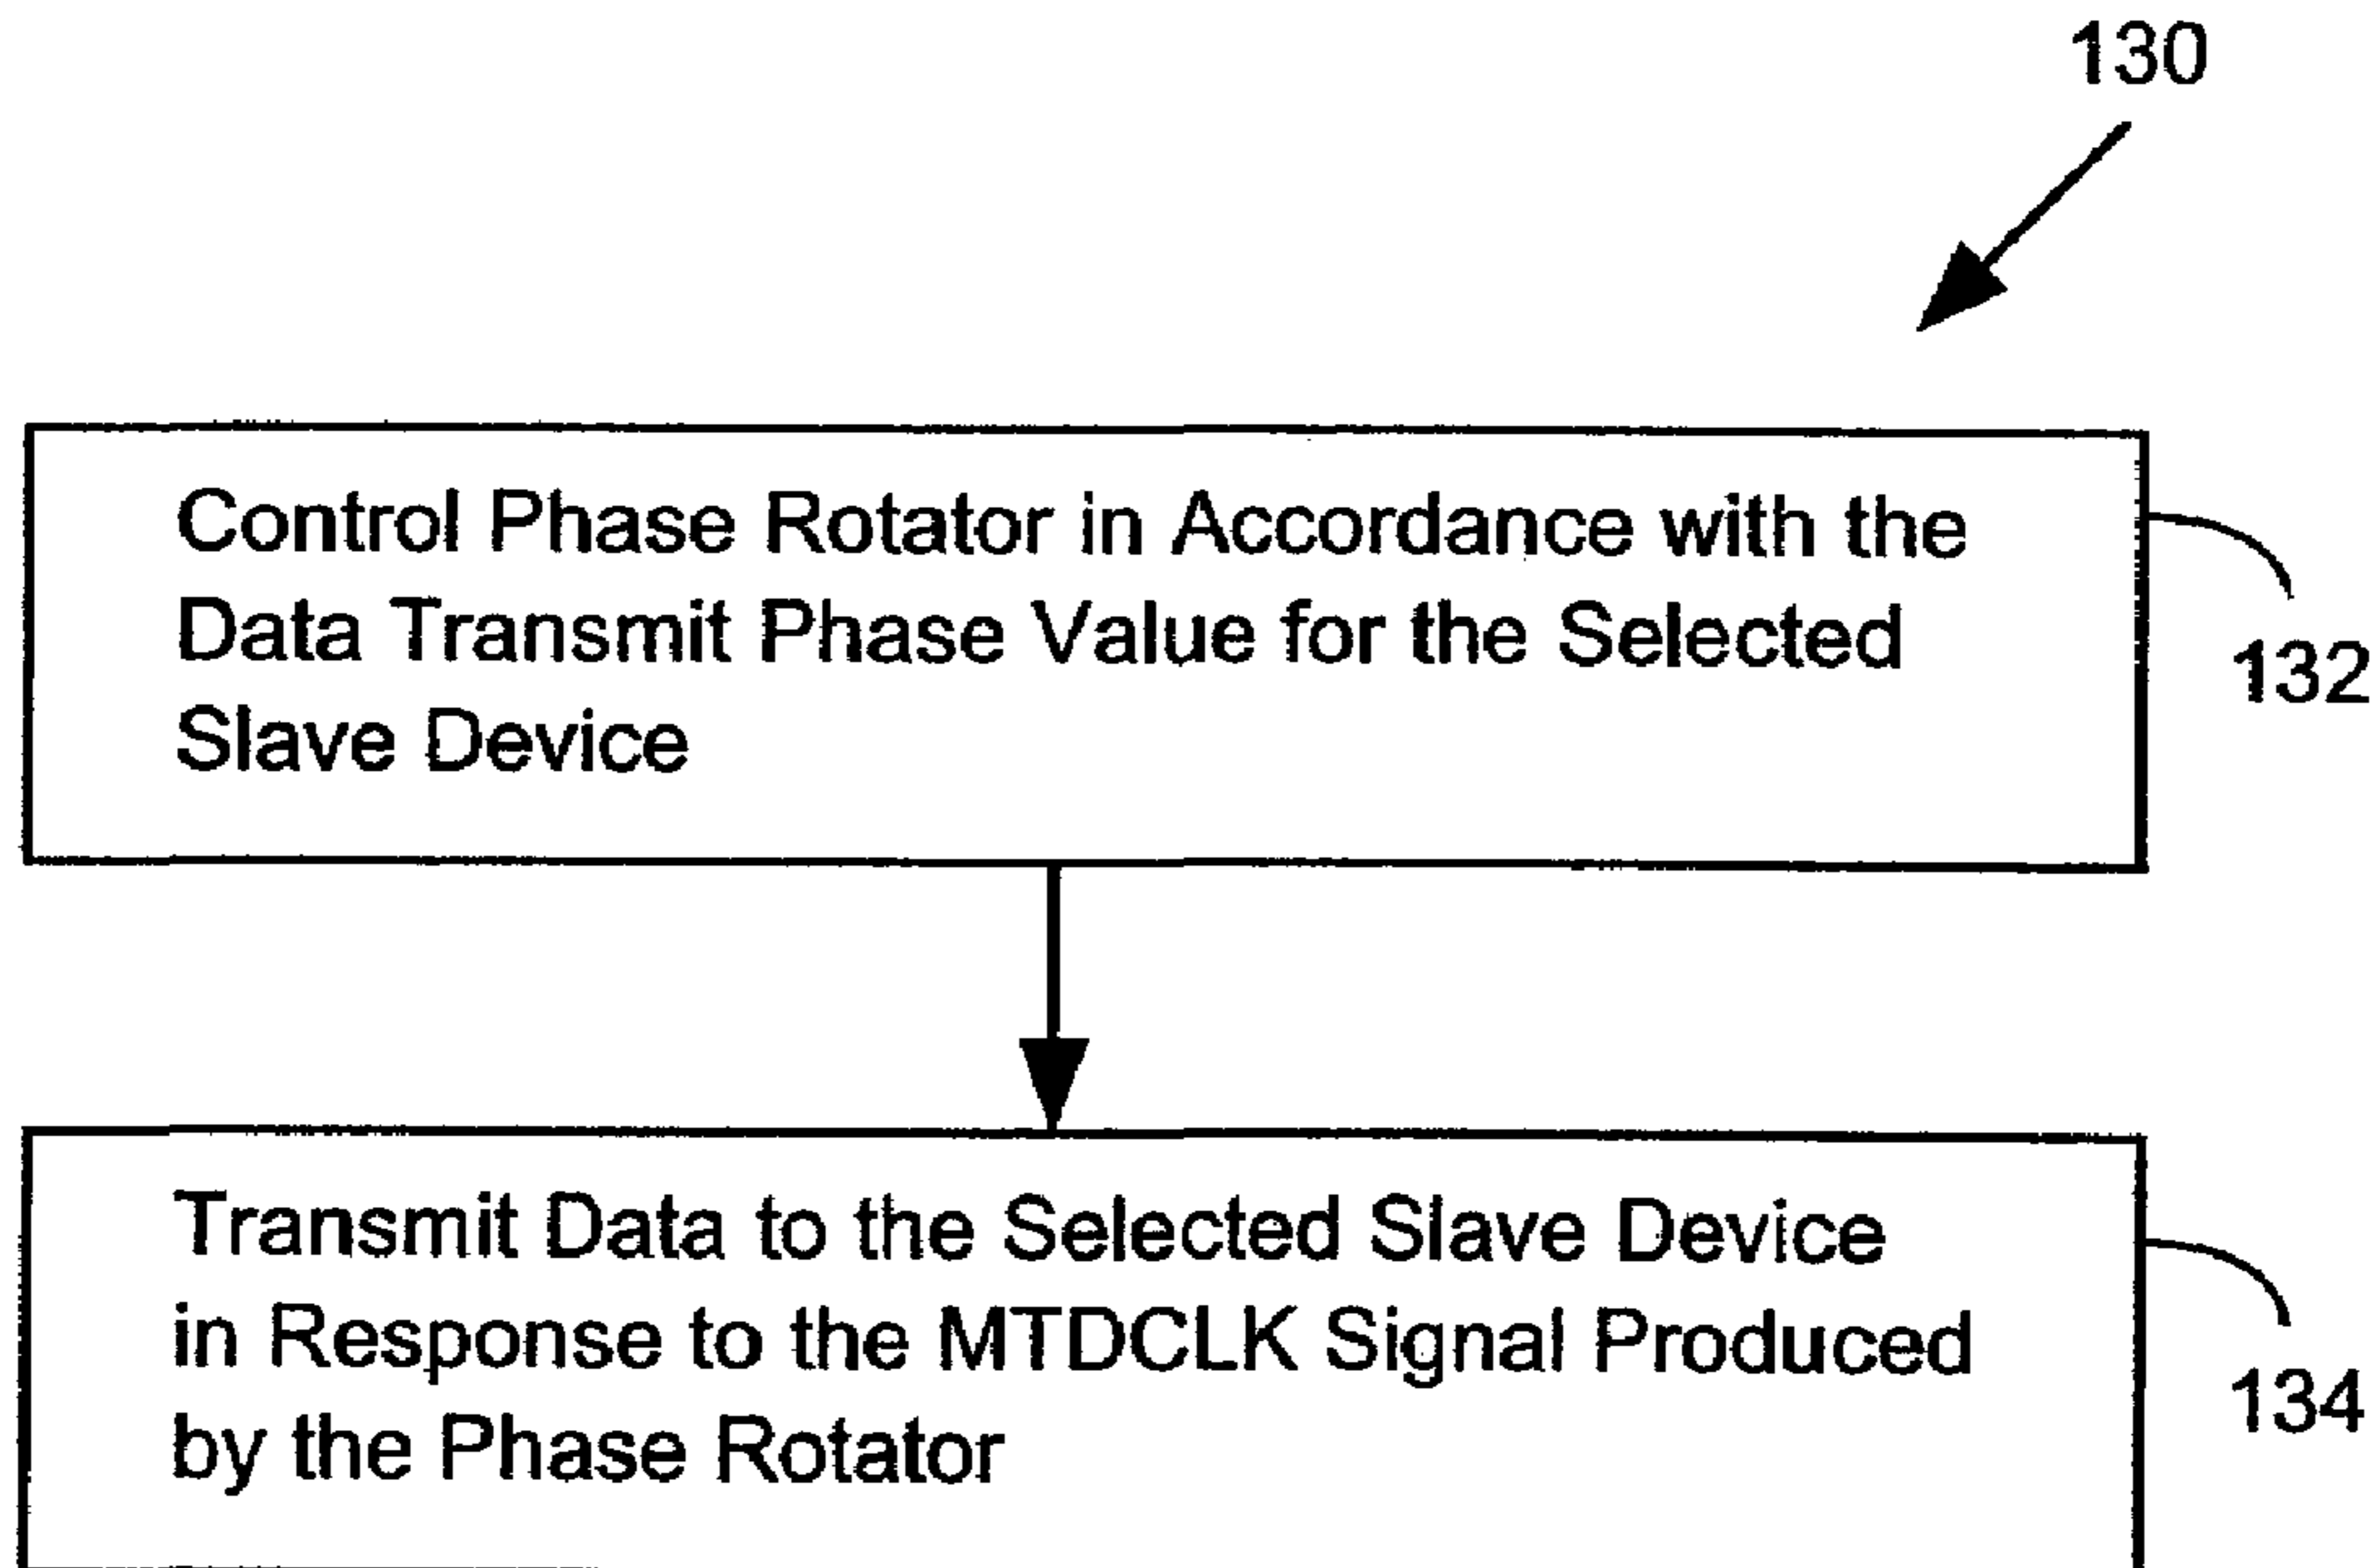 130
Control Phase Rotator in Accordance with the
Data Transmit Phase Value for the Selected
Slave Device
132
Transmit Data to the Selected Slave Device
in Response to the MTDCLK Signal Produced
by the Phase Rotator
134